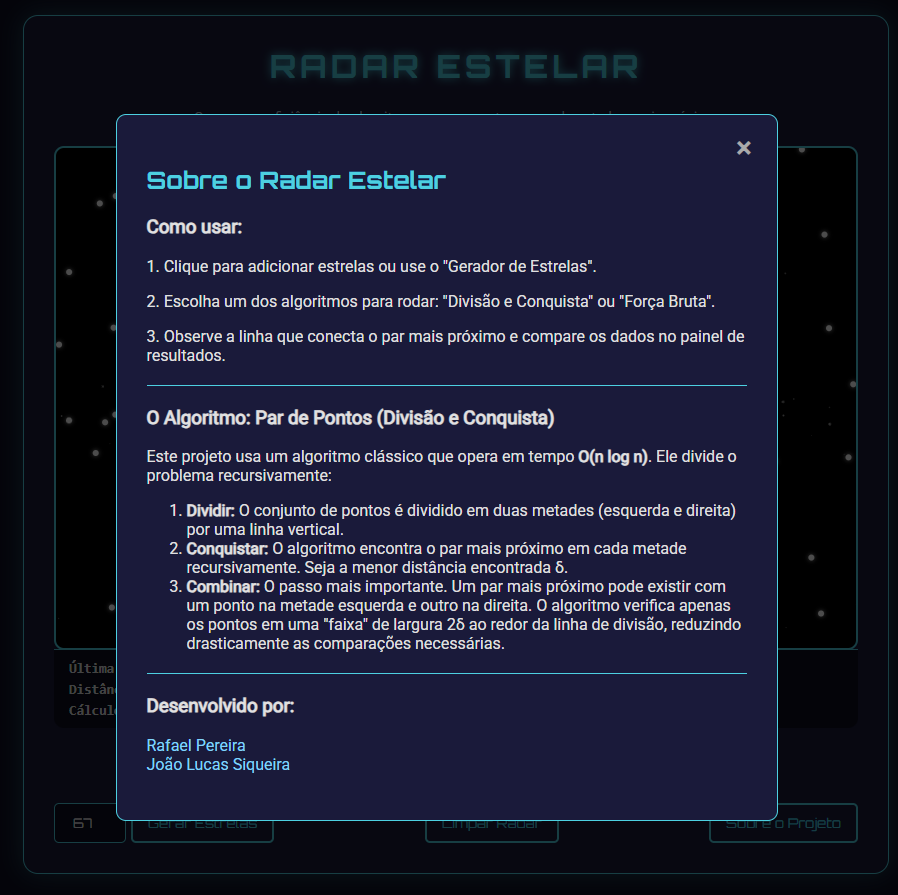 RADAR ESTELAR
×
Sobre o Radar Estelar
Como usar:
1. Clique para adicionar estrelas ou use o "Gerador de Estrelas".
2. Escolha um dos algoritmos para rodar: "Divisão e Conquista" ou "Força Bruta".
3. Observe a linha que conecta o par mais próximo e compare os dados no painel de
resultados.
O Algoritmo: Par de Pontos (Divisão e Conquista)
Este projeto usa um algoritmo clássico que opera em tempo O(n log n). Ele divide o
problema recursivamente:
1. Dividir: O conjunto de pontos é dividido em duas metades (esquerda e direita)
por uma linha vertical.
2. Conquistar: O algoritmo encontra o par mais próximo em cada metade
recursivamente. Seja a menor distância encontrada δ.
3. Combinar: O passo mais importante. Um par mais próximo pode existir com
um ponto na metade esquerda e outro na direita. O algoritmo verifica apenas
os pontos em uma "faixa" de largura 2δ ao redor da linha de divisão, reduzindo
drasticamente as comparações necessárias.
Desenvolvido por:
Rafael Pereira
João Lucas Siqueira
Última
67
Gerar Estrelas
Limpar Radar
Sobre o Projeto